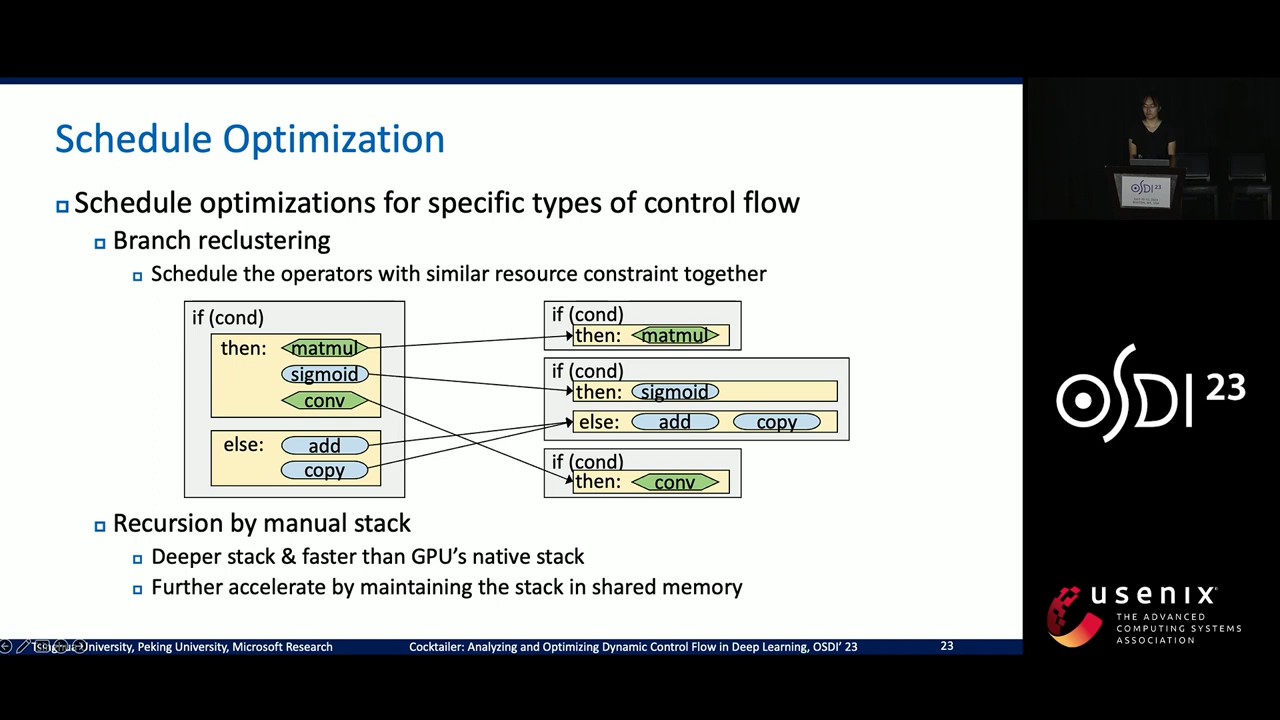 Schedule Optimization
Schedule optimizations for specific types of control flow
Branch reclustering
Schedule the operators with similar resource constraint together
if (cond)
then: matmul
sigmoid
conv
else: add
copy
if (cond)
then: matmul
if (cond)
then: sigmoid
else: add copy
if (cond)
then: conv
Recursion by manual stack
Deeper stack & faster than GPU's native stack
Further accelerate by maintaining the stack in shared memory
University, Peking University, Microsoft Research
Cocktailer: Analyzing and Optimizing Dynamic Control Flow in Deep Learning, OSDI' 23
23
OSDI 23
OSDI 23
usenix
THE ADVANCED
COMPUTING SYSTEMS
ASSOCIATION